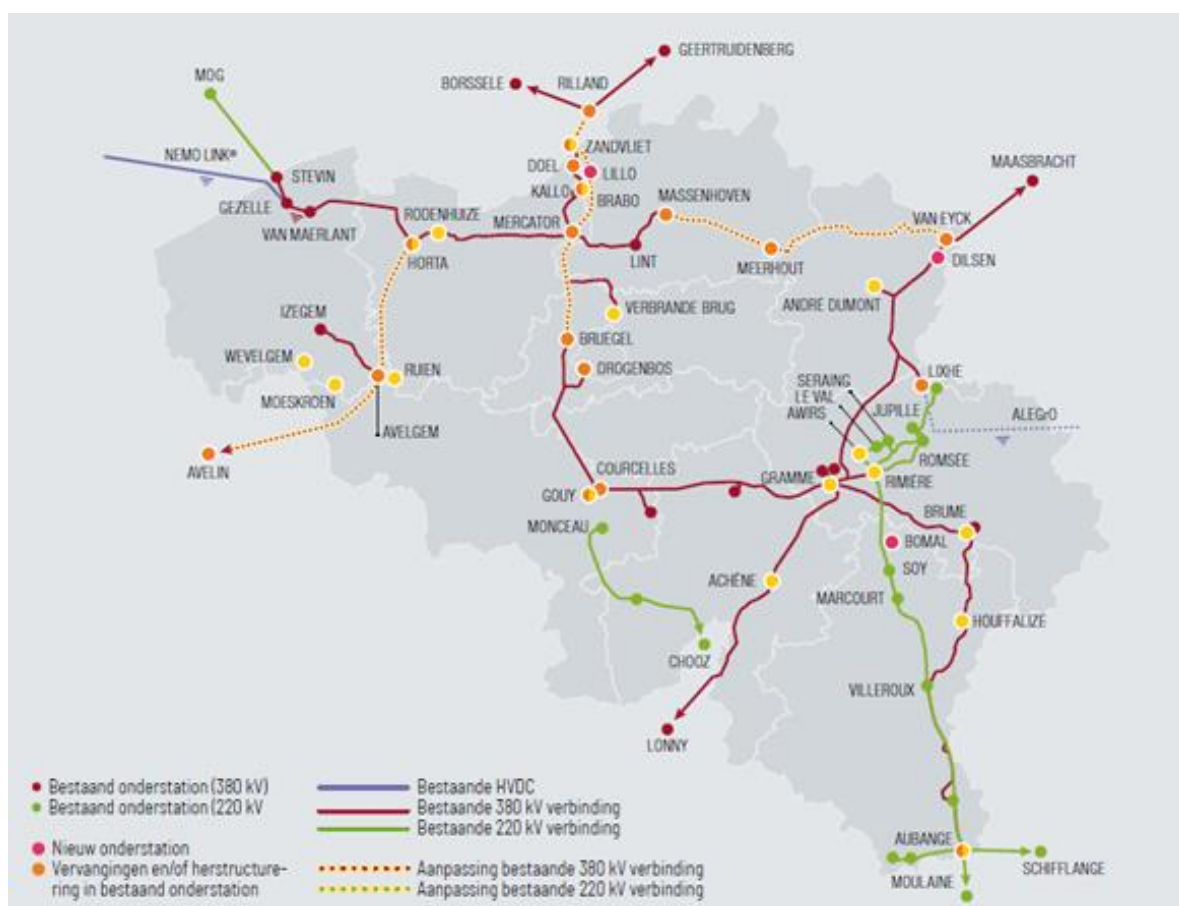 GEERTRUIDENBERG
MOG
BORSSELE
RILLAND
NEMO LINK®
ZANDVLIET
STEVIN
DOEL
LILLO
MAASBRACHT
GEZELLE
KALLO
BRABO
MASSENHOVEN
RODENHUIZE
MERCATOR
VAN EYCK
VAN MAERLANT
HORTA
LINT
MEERHOUT
DILSEN
IZEGEM
VERBRANDE BRUG
ANDRE DUMONT
WEVELGEM
BRUEGEL
RUIEN
DROGENBOS
LIXHE
MOESKROEN
SERAING
LE VAL
AWIRS
JUPILLE
ALEGrO
AVELGEM
AVELIN
COURCELLES
GRAMME
ROMSÉE
RIMIÈRE
GOUY
MONCEAU
BRUME
BOMAL
ACHÊNE
SOY
MARCOURT
HOUFFALIZE
CHOOZ
VILLEROUX
LONNY
AUBANGE
SCHIFFLANGE
MOULAINE
Bestaand onderstation (380 kV)
Bestaand onderstation (220 kV
Nieuw onderstation
Vervangingen en/of herstructure-
ring in bestaand onderstation
Bestaande HVDC
Bestaande 380 kV verbinding
Bestaande 220 kV verbinding
Aanpassing bestaande 380 kV verbinding
Aanpassing bestaande 220 kV verbinding